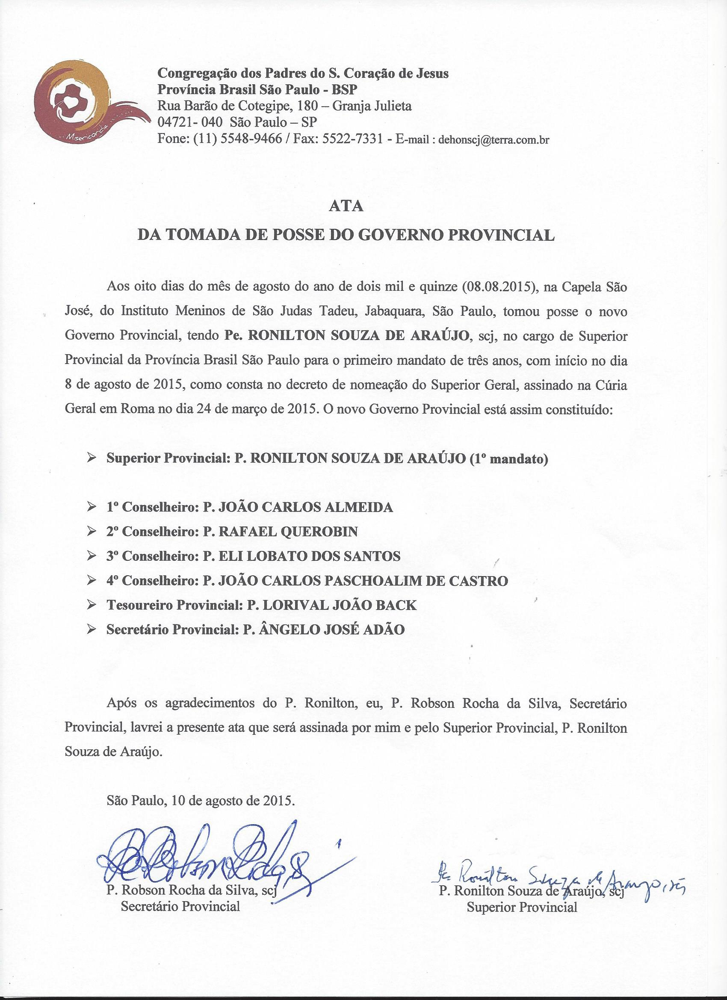 Misericordia
Congregação dos Padres do S. Coração de Jesus
Província Brasil São Paulo - BSP
Rua Barão de Cotegipe, 180 – Granja Julieta
04721- 040  São Paulo – SP
Fone: (11) 5548-9466 / Fax: 5522-7331 - E-mail : dehonscj@terra.com.br
ATA
DA TOMADA DE POSSE DO GOVERNO PROVINCIAL
Aos oito dias do mês de agosto do ano de dois mil e quinze (08.08.2015), na Capela São
José, do Instituto Meninos de São Judas Tadeu, Jabaquara, São Paulo, tomou posse o novo
Governo Provincial, tendo Pe. RONILTON SOUZA DE ARAÚJO, scj, no cargo de Superior
Provincial da Província Brasil São Paulo para o primeiro mandato de três anos, com início no dia
8 de agosto de 2015, como consta no decreto de nomeação do Superior Geral, assinado na Cúria
Geral em Roma no dia 24 de março de 2015. O novo Governo Provincial está assim constituído:
➢ Superior Provincial: P. RONILTON SOUZA DE ARAÚJO (1º mandato)
➢ 1º Conselheiro: P. JOÃO CARLOS ALMEIDA
➢ 2º Conselheiro: P. RAFAEL QUEROBIN
➢ 3º Conselheiro: P. ELI LOBATO DOS SANTOS
➢ 4º Conselheiro: P. JOÃO CARLOS PASCHOALIM DE CASTRO
➢ Tesoureiro Provincial: P. LORIVAL JOÃO BACK
➢ Secretário Provincial: P. ÂNGELO JOSÉ ADÃO
Após os agradecimentos do P. Ronilton, eu, P. Robson Rocha da Silva, Secretário
Provincial, lavrei a presente ata que será assinada por mim e pelo Superior Provincial, P. Ronilton
Souza de Araújo.
São Paulo, 10 de agosto de 2015.
Pe. Robson
P. Robson Rocha da Silva, scj
Secretário Provincial
Pe. Ronilton Souza de Araujo, scj
P. Ronilton Souza de Araújo, scj
Superior Provincial